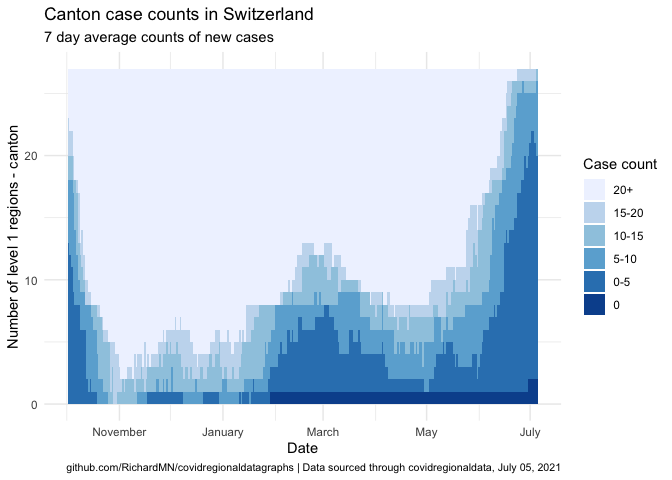 Canton case counts in Switzerland
7 day average counts of new cases
Number of level 1 regions - canton
20
10
0
November
January
March
May
July
Date
Case count
20+
15-20
10-15
5-10
0-5
0
github.com/RichardMN/covidregionaldatagraphs | Data sourced through covidregionaldata, July 05, 2021